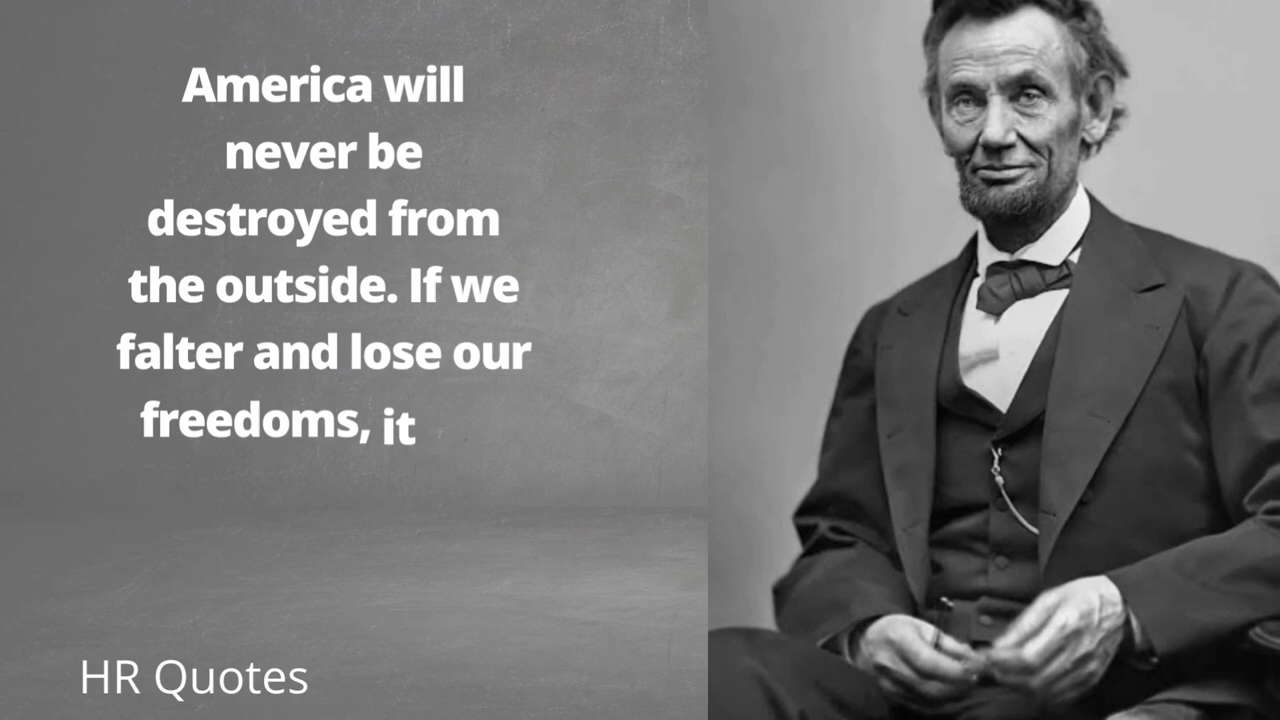 America will
never be
destroyed from
the outside. If we
falter and lose our
freedoms, it
HR Quotes